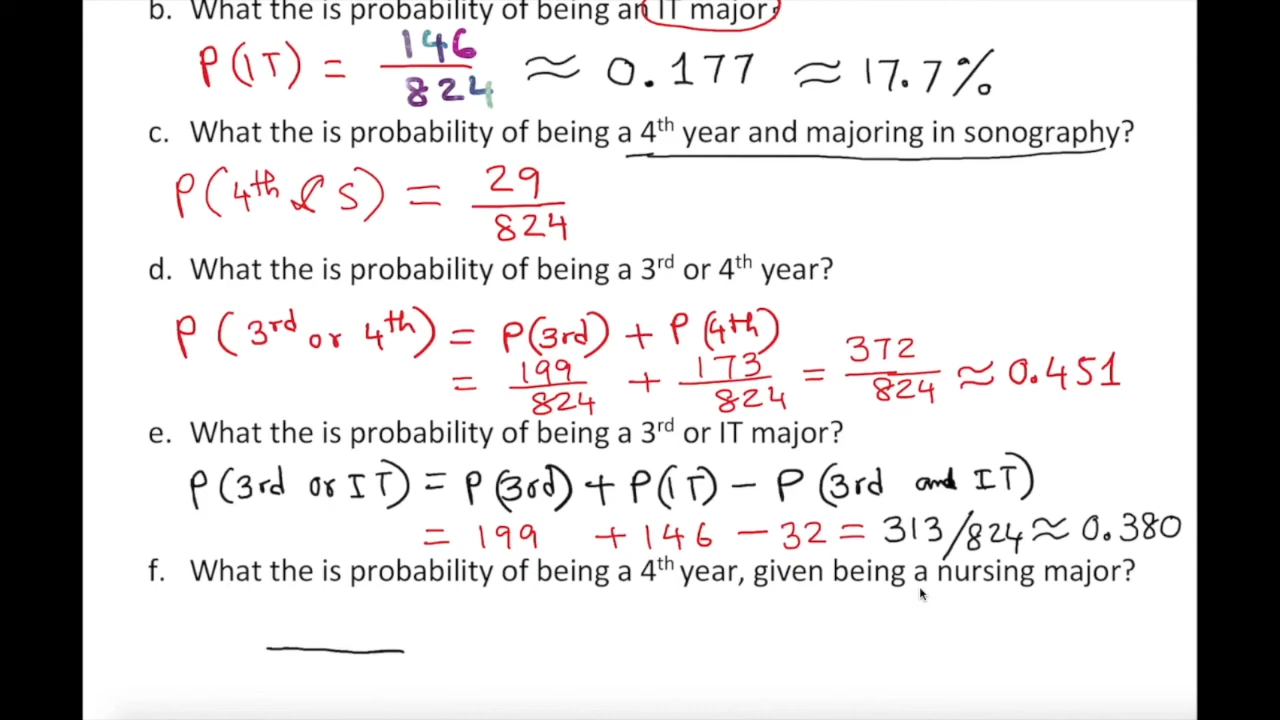 b. What the is probability of being an IT major?
P(IT) = 146/824 ≈ 0.177 ≈ 17.7%
c. What the is probability of being a 4th year and majoring in sonography?
P(4th & S) = 29/824
d. What the is probability of being a 3rd or 4th year?
P(3rd or 4th) = P(3rd) + P(4th)
= 199/824 + 173/824 = 372/824 ≈ 0.451
e. What the is probability of being a 3rd or IT major?
P(3rd or IT) = P(3rd) + P(IT) − P(3rd and IT)
= 199 + 146 − 32 = 313/824 ≈ 0.380
f. What the is probability of being a 4th year, given being a nursing major?